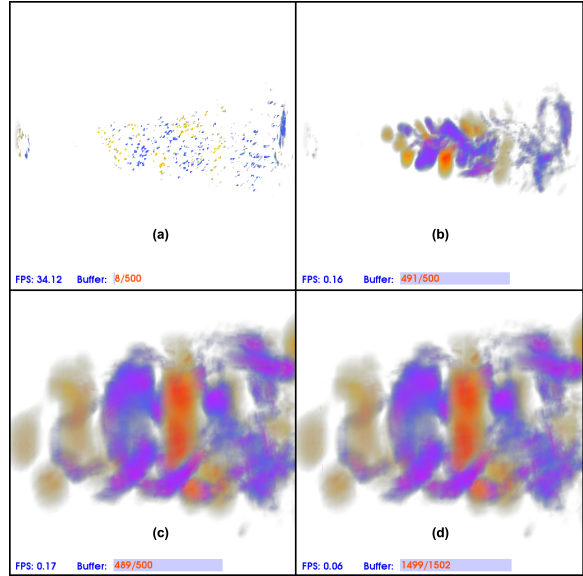 (a)
(b)
FPS: 34.12 Buffer: 8/500
FPS: 0.16 Buffer: 491/500
(c)
(d)
FPS: 0.17 Buffer: 489/500
FPS: 0.06 Buffer: 1499/1502